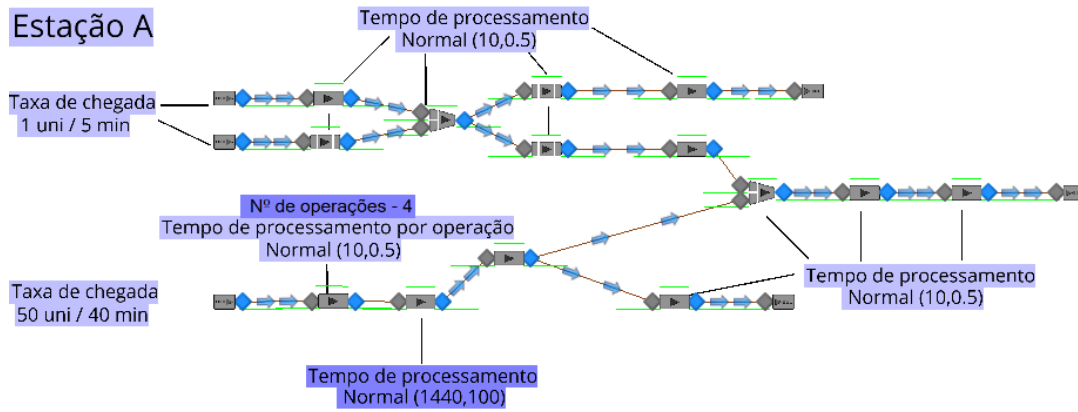 Estação A
Tempo de processamento
Normal (10,0.5)
Taxa de chegada
1 uni / 5 min
Nº de operações - 4
Tempo de processamento por operação
Normal (10,0.5)
Tempo de processamento
Normal (10,0.5)
Taxa de chegada
50 uni / 40 min
Tempo de processamento
Normal (1440,100)